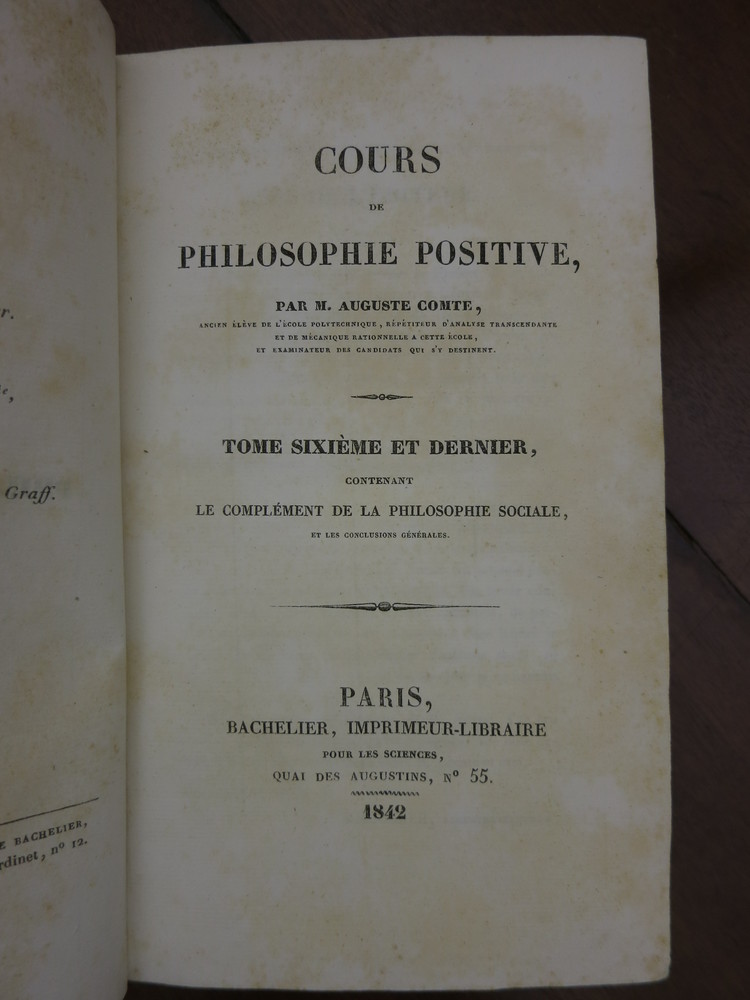 r.
e,
Graff.
E BACHELIER,
rdinet, nº 12.
COURS
DE
PHILOSOPHIE POSITIVE,
PAR M. AUGUSTE COMTE,
ANCIEN ÉLÈVE DE L'ÉCOLE POLYTECHNIQUE, RÉPÉTITEUR D'ANALYSE TRANSCENDANTE
ET DE MÉCANIQUE RATIONNELLE A CETTE ÉCOLE,
ET EXAMINATEUR DES CANDIDATS QUI S'Y DESTINENT.
TOME SIXIÈME ET DERNIER,
CONTENANT
LE COMPLÉMENT DE LA PHILOSOPHIE SOCIALE,
ET LES CONCLUSIONS GÉNÉRALES.
PARIS,
BACHELIER, IMPRIMEUR-LIBRAIRE
POUR LES SCIENCES,
QUAI DES AUGUSTINS, Nº 55.
1842